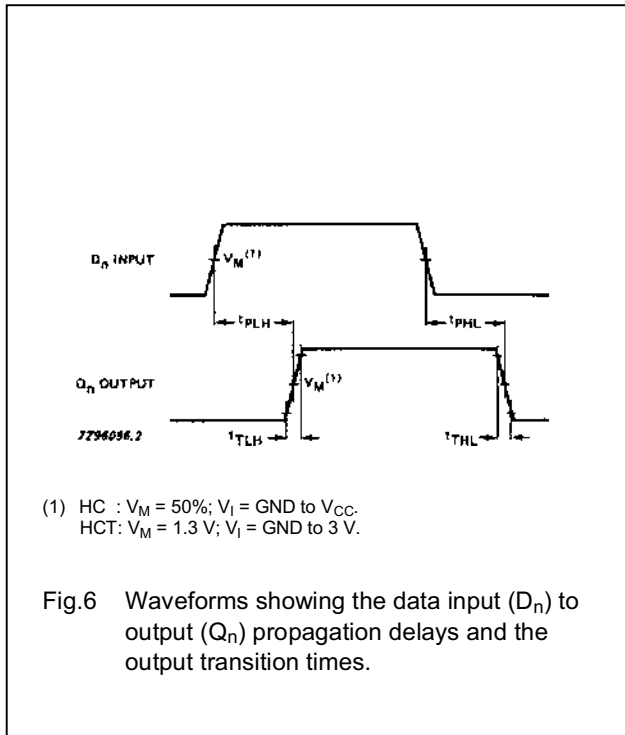 Dn INPUT
VM(1)
tPLH
tPHL
Qn OUTPUT
VM(1)
7296096.2
tTLH
tTHL
(1) HC : VM = 50%; VI = GND to VCC.
HCT: VM = 1.3 V; VI = GND to 3 V.
Fig.6 Waveforms showing the data input (Dn) to
output (Qn) propagation delays and the
output transition times.